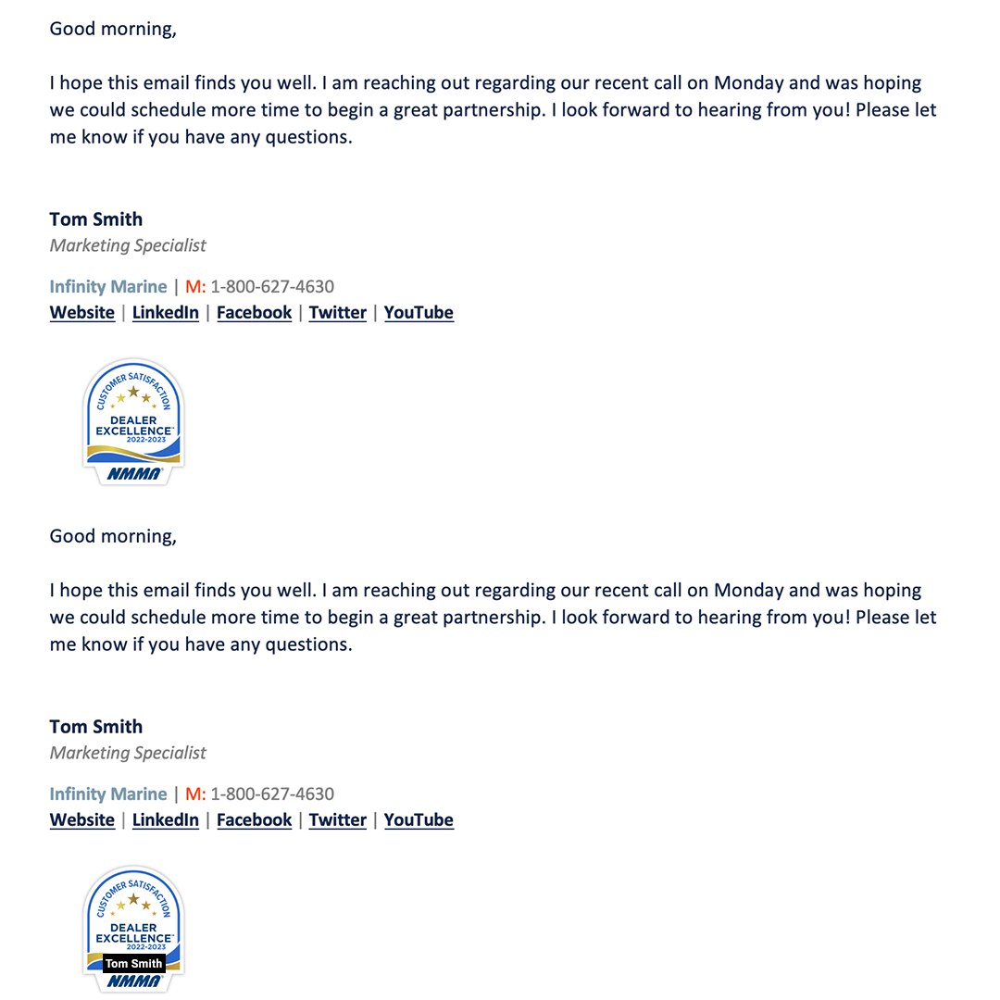 Good morning,
I hope this email finds you well. I am reaching out regarding our recent call on Monday and was hoping
we could schedule more time to begin a great partnership. I look forward to hearing from you! Please let
me know if you have any questions.
Tom Smith
Marketing Specialist
Infinity Marine | M: 1-800-627-4630
Website | LinkedIn | Facebook | Twitter | YouTube
CUSTOMER SATISFACTION
DEALER
EXCELLENCE™
2022-2023
NMMA®
Good morning,
I hope this email finds you well. I am reaching out regarding our recent call on Monday and was hoping
we could schedule more time to begin a great partnership. I look forward to hearing from you! Please let
me know if you have any questions.
Tom Smith
Marketing Specialist
Infinity Marine | M: 1-800-627-4630
Website | LinkedIn | Facebook | Twitter | YouTube
CUSTOMER SATISFACTION
DEALER
EXCELLENCE™
2022-2023
Tom Smith
NMMA®